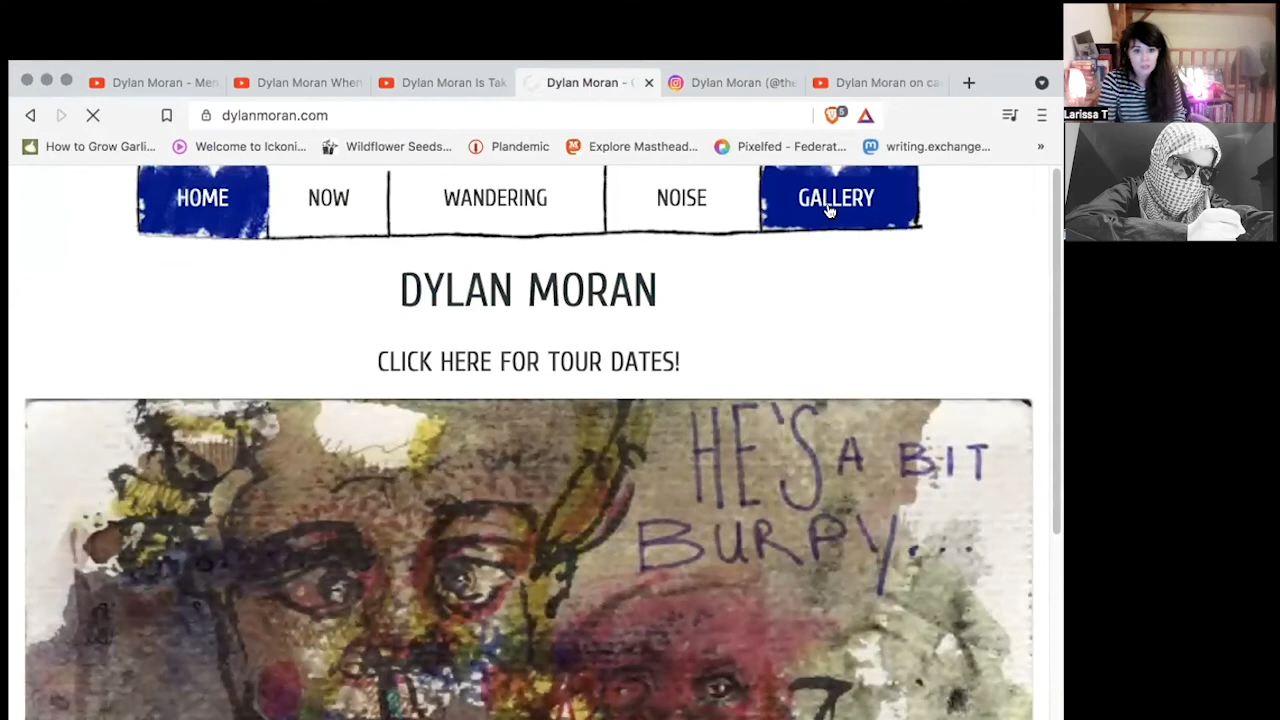 Dylan Moran - Men
Dylan Moran When
Dylan Moran Is Tak
Dylan Moran - G
Dylan Moran (@the
Dylan Moran on ca
dylanmoran.com
5
How to Grow Garli...
Welcome to Ickoni...
Wildflower Seeds...
Plandemic
Explore Masthead...
Pixelfed - Federat...
writing.exchange...
»
HOME
NOW
WANDERING
NOISE
GALLERY
DYLAN MORAN
CLICK HERE FOR TOUR DATES!
HE'S A BIT
BURPY...
Larissa T